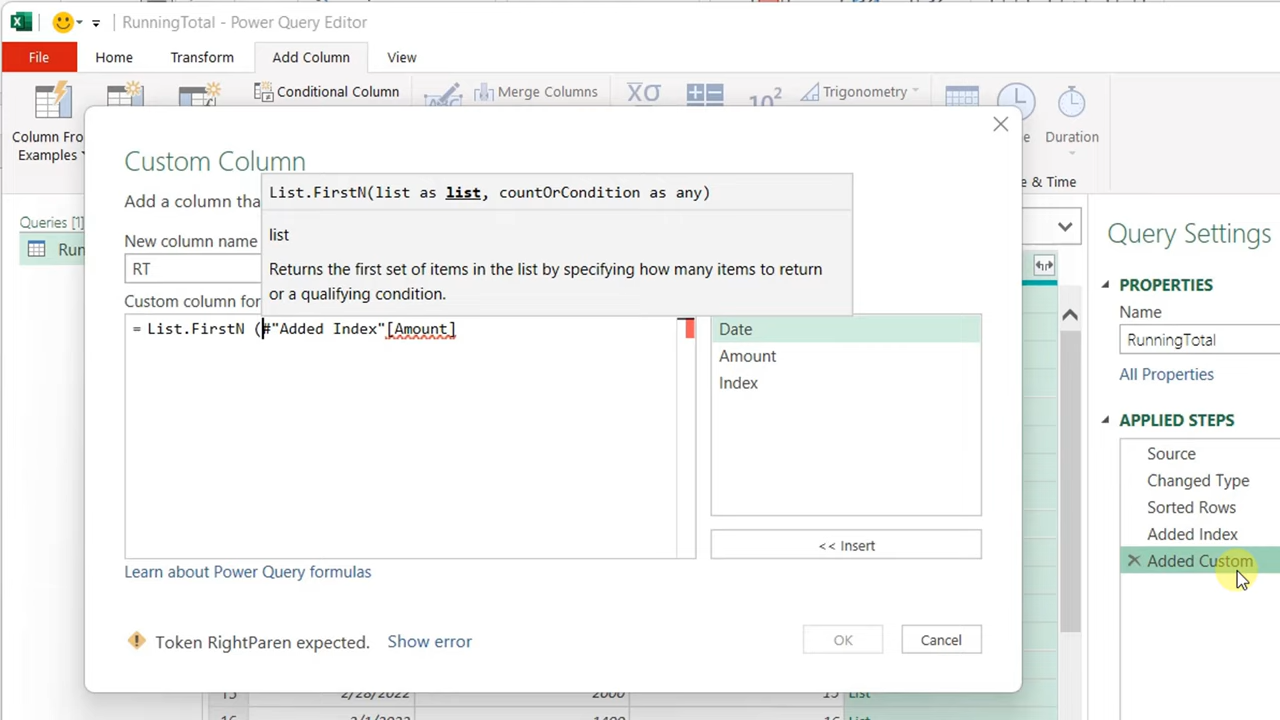 RunningTotal - Power Query Editor
File Home Transform Add Column View
Conditional Column Merge Columns Trigonometry
Column Fro
Examples
Duration
e & Time
Custom Column
Add a column tha
List.FirstN(list as list, countOrCondition as any)
list
Returns the first set of items in the list by specifying how many items to return
or a qualifying condition.
Queries [1]
Run
New column name
RT
Custom column for
= List.FirstN (#"Added Index"[Amount]
Date
Amount
Index
<< Insert
Learn about Power Query formulas
Token RightParen expected. Show error
OK Cancel
Query Settings
PROPERTIES
Name
RunningTotal
All Properties
APPLIED STEPS
Source
Changed Type
Sorted Rows
Added Index
Added Custom
15 2/28/2022 2000 15 List